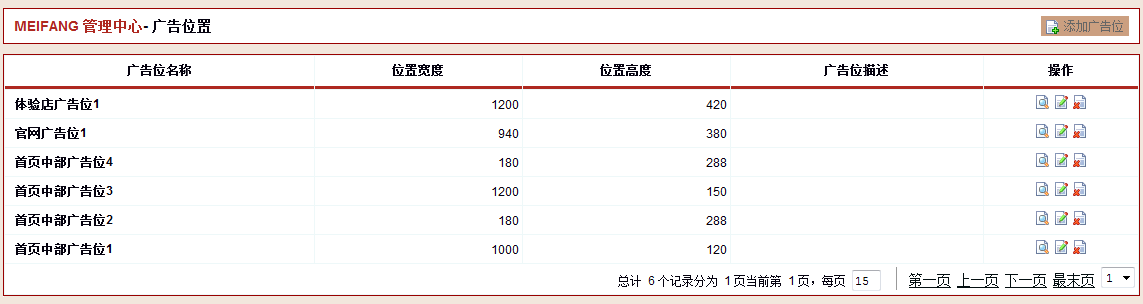 MEIFANG 管理中心 - 广告位置 添加广告位
广告位名称 位置宽度 位置高度 广告位描述 操作
体验店广告位1 1200 420
官网广告位1 940 380
首页中部广告位4 180 288
首页中部广告位3 1200 150
首页中部广告位2 180 288
首页中部广告位1 1000 120
总计 6 个记录分为 1 页当前第 1 页，每页 15 第一页 上一页 下一页 最末页 1